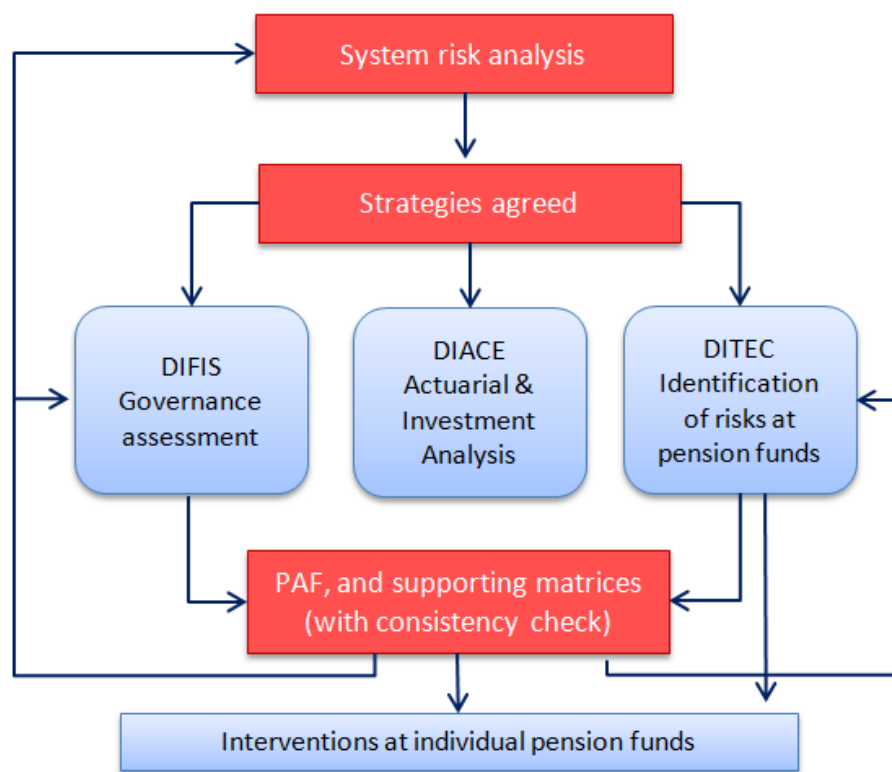 System risk analysis
Strategies agreed
DIFIS
Governance
assessment
DIACE
Actuarial &
Investment
Analysis
DITEC
Identification
of risks at
pension funds
PAF, and supporting matrices
(with consistency check)
Interventions at individual pension funds